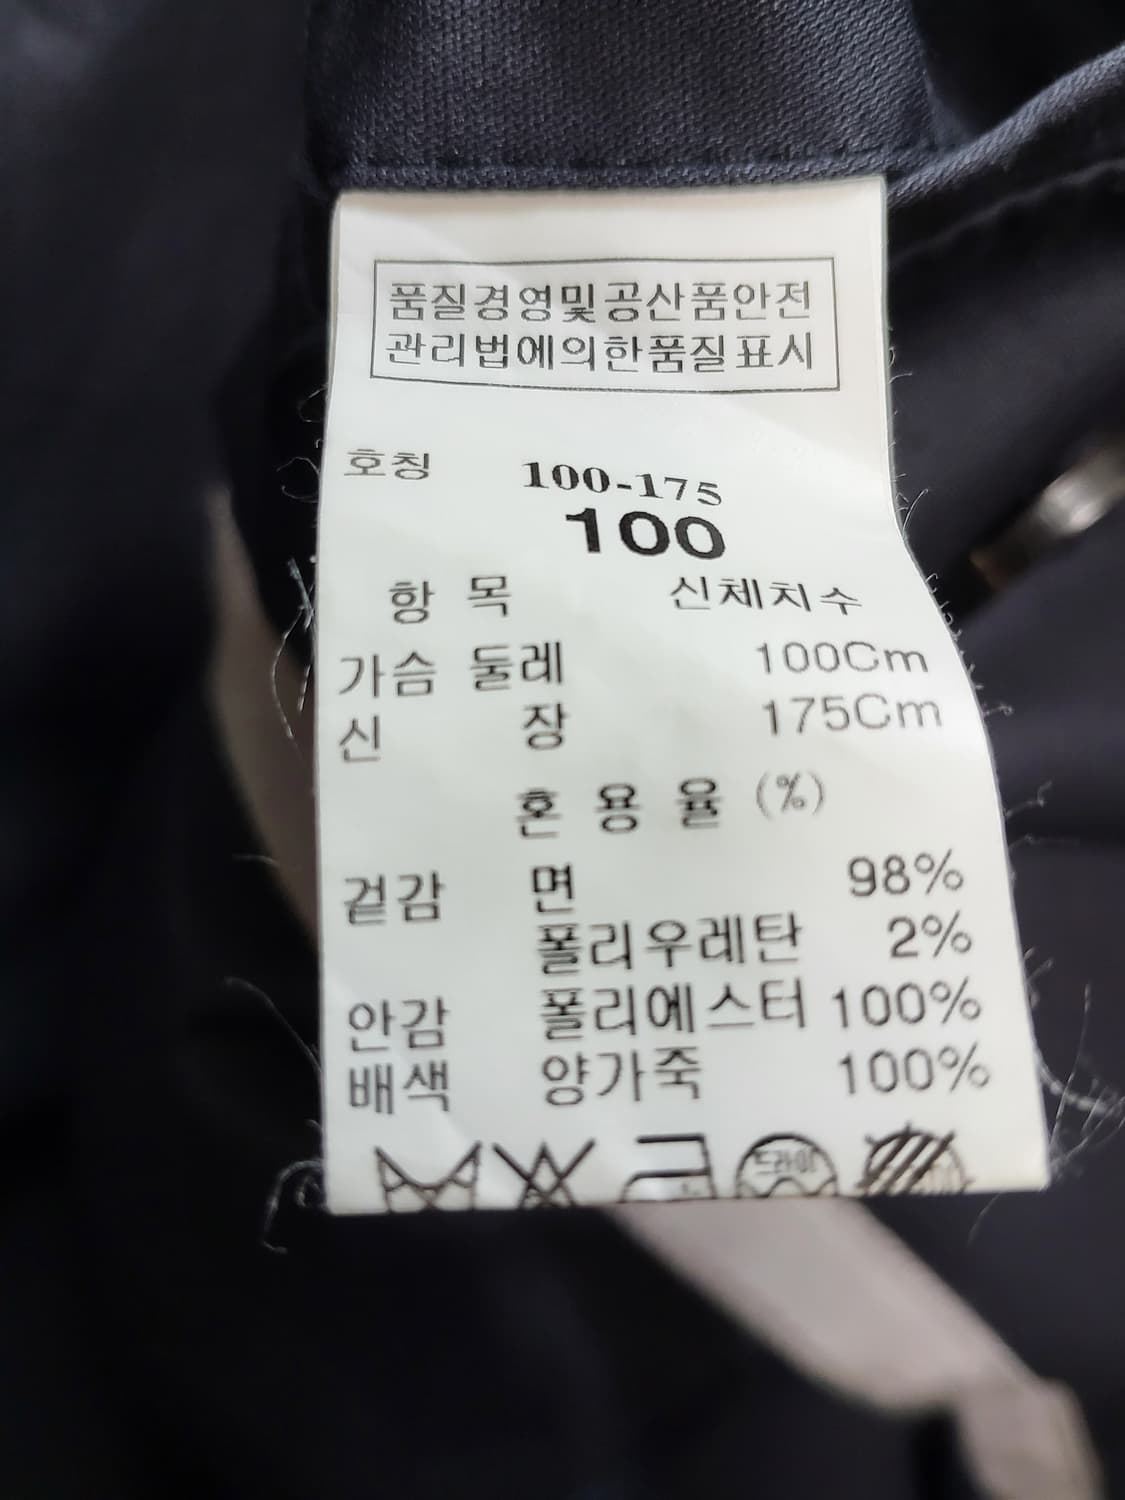 품질경영및공산품안전
관리법에의한품질표시
호칭 100-175
100
항 목 신체치수
가슴 둘레 100Cm
신 장 175Cm
혼 용 율 (%)
겉감 면 98%
폴리우레탄 2%
안감 폴리에스터 100%
배색 양가죽 100%
드라이